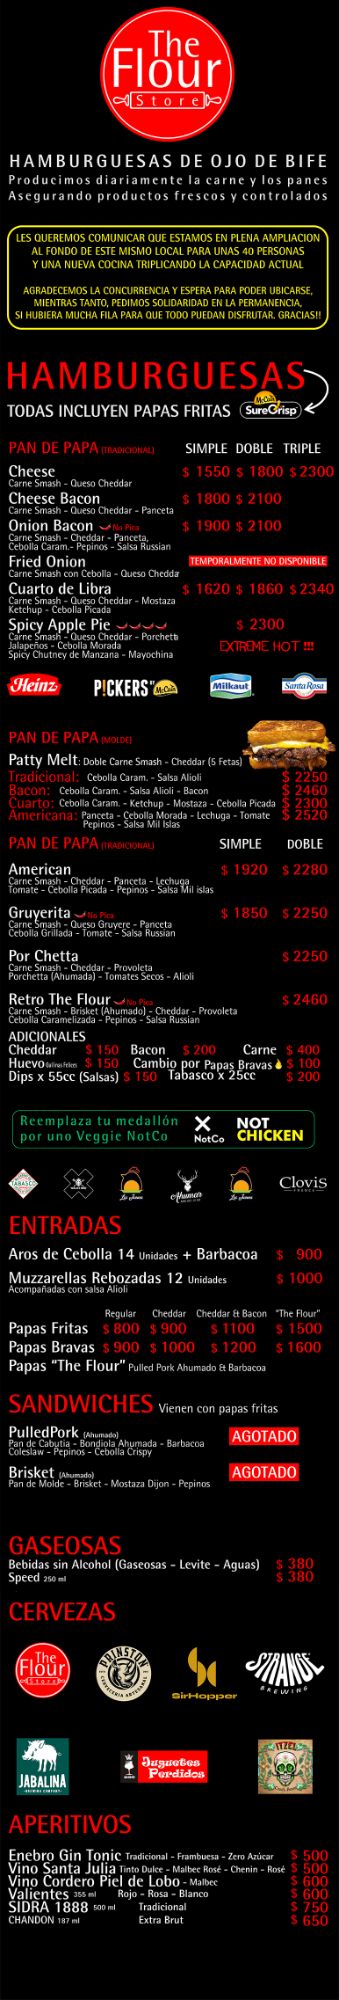 The
Flour
Store
HAMBURGUESAS DE OJO DE BIFE
Producimos diariamente la carne y los panes
Asegurando productos frescos y controlados
LES QUEREMOS COMUNICAR QUE ESTAMOS EN PLENA AMPLIACION
AL FONDO DE ESTE MISMO LOCAL PARA UNAS 40 PERSONAS
Y UNA NUEVA COCINA TRIPLICANDO LA CAPACIDAD ACTUAL
AGRADECEMOS LA CONCURRENCIA Y ESPERA PARA PODER UBICARSE,
MIENTRAS TANTO, PEDIMOS SOLIDARIDAD EN LA PERMANENCIA,
SI HUBIERA MUCHA FILA PARA QUE TODO PUEDAN DISFRUTAR. GRACIAS!!
HAMBURGUESAS
TODAS INCLUYEN PAPAS FRITAS McCain SureCrisp
PAN DE PAPA (TRADICIONAL) SIMPLE DOBLE TRIPLE
Cheese $ 1550 $ 1800 $ 2300
Carne Smash - Queso Cheddar
Cheese Bacon $ 1800 $ 2100
Carne Smash - Queso Cheddar - Panceta
Onion Bacon No Pica $ 1900 $ 2100
Carne Smash - Cheddar - Panceta,
Cebolla Caram.- Pepinos - Salsa Russian
Fried Onion TEMPORALMENTE NO DISPONIBLE
Carne Smash con Cebolla - Queso Chedda
Cuarto de Libra $ 1620 $ 1860 $ 2340
Carne Smash - Queso Cheddar - Mostaza
Ketchup - Cebolla Picada
Spicy Apple Pie $ 2300
Carne Smash - Queso Cheddar - Porchetta
Jalapeños - Cebolla Morada EXTREME HOT !!!
Spicy Chutney de Manzana - Mayochina
Heinz P!CKERS BY McCain Milkaut Santa Rosa
PAN DE PAPA (MOLDE)
Patty Melt: Doble Carne Smash - Cheddar (5 Fetas)
Tradicional: Cebolla Caram. - Salsa Alioli $ 2250
Bacon: Cebolla Caram. - Salsa Alioli - Bacon $ 2460
Cuarto: Cebolla Caram. - Ketchup - Mostaza - Cebolla Picada $ 2300
Americana: Panceta - Cebolla Morada - Lechuga - Tomate $ 2520
Pepinos - Salsa Mil Islas
PAN DE PAPA (TRADICIONAL) SIMPLE DOBLE
American $ 1920 $ 2280
Carne Smash - Cheddar - Panceta - Lechuga
Tomate - Cebolla Picada - Pepinos - Salsa Mil islas
Gruyerita No Pica $ 1850 $ 2250
Carne Smash - Queso Gruyere - Panceta
Cebolla Grillada - Tomate - Salsa Russian
Por Chetta $ 2250
Carne Smash - Cheddar - Provoleta
Porchetta (Ahumada) - Tomates Secos - Alioli
Retro The Flour No Pica $ 2460
Carne Smash - Brisket (Ahumado) - Cheddar - Provoleta
Cebolla Caramelizada - Pepinos - Salsa Russian
ADICIONALES
Cheddar $ 150 Bacon $ 200 Carne $ 400
Huevo Gallinas Felices $ 150 Cambio por Papas Bravas $ 100
Dips x 55cc (Salsas) $ 150 Tabasco x 25cc $ 200
Reemplaza tu medallón
por uno Veggie NotCo
NotCo
NOT
CHICKEN
TABASCO Ahumar Clovis
FRANCE
ENTRADAS
Aros de Cebolla 14 Unidades + Barbacoa $ 900
Muzzarellas Rebozadas 12 Unidades $ 1000
Acompañadas con salsa Alioli
Regular Cheddar Cheddar & Bacon "The Flour"
Papas Fritas $ 800 $ 900 $ 1100 $ 1500
Papas Bravas $ 900 $ 1000 $ 1200 $ 1600
Papas "The Flour" Pulled Pork Ahumado & Barbacoa
SANDWICHES Vienen con papas fritas
PulledPork (Ahumado) AGOTADO
Pan de Cabutia - Bondiola Ahumada - Barbacoa
Coleslaw - Pepinos - Cebolla Crispy
Brisket (Ahumado) AGOTADO
Pan de Molde - Brisket - Mostaza Dijon - Pepinos
GASEOSAS
Bebidas sin Alcohol (Gaseosas - Levite - Aguas) $ 380
Speed 250 ml $ 380
CERVEZAS
The
Flour
Store
PRINSTON
CERVECERIA ARTESANAL
SirHopper
STRANGE
BREWING
JABALINA
BREWING COMPANY
Juguetes
Perdidos
ITZEL
APERITIVOS
Enebro Gin Tonic Tradicional - Frambuesa - Zero Azúcar $ 500
Vino Santa Julia Tinto Dulce - Malbec Rosé - Chenin - Rosé $ 500
Vino Cordero Piel de Lobo - Malbec $ 600
Valientes 355 ml Rojo - Rosa - Blanco $ 600
SIDRA 1888 500 ml Tradicional $ 750
CHANDON 187 ml Extra Brut $ 650